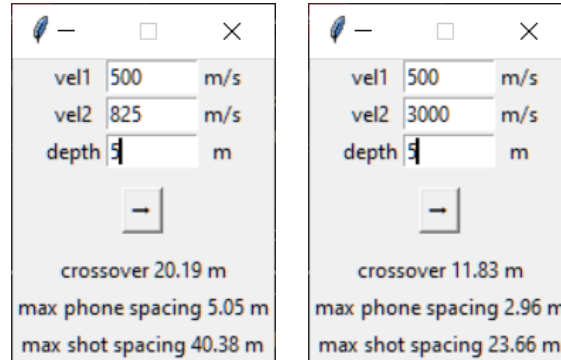 vel1 500 m/s
vel2 825 m/s
depth 5 m
→
crossover 20.19 m
max phone spacing 5.05 m
max shot spacing 40.38 m
vel1 500 m/s
vel2 3000 m/s
depth 5 m
→
crossover 11.83 m
max phone spacing 2.96 m
max shot spacing 23.66 m